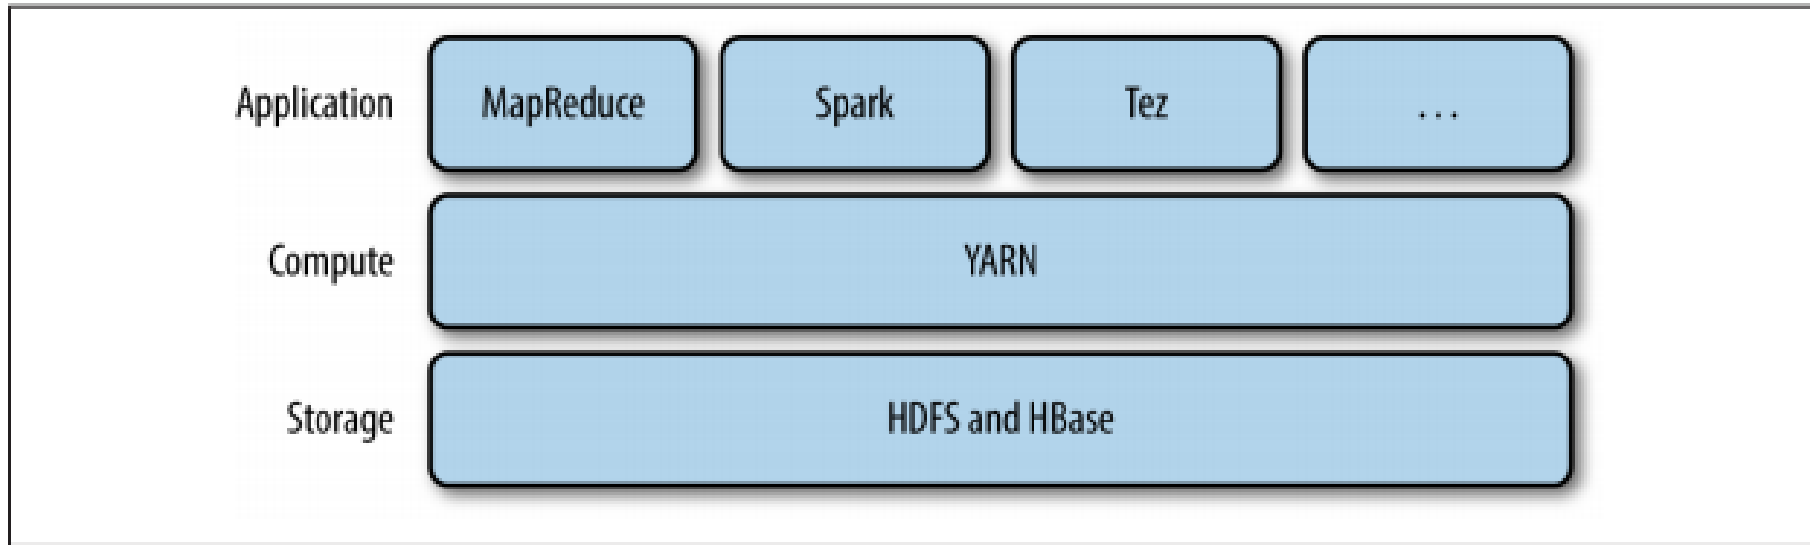 Application MapReduce Spark Tez ...
Compute YARN
Storage HDFS and HBase